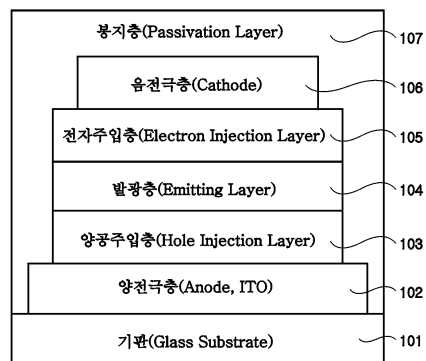 봉지층(Passivation Layer)
107
음전극층(Cathode)
106
전자주입층(Electron Injection Layer)
105
발광층(Emitting Layer)
104
양공주입층(Hole Injection Layer)
103
양전극층(Anode, ITO)
102
기판(Glass Substrate)
101